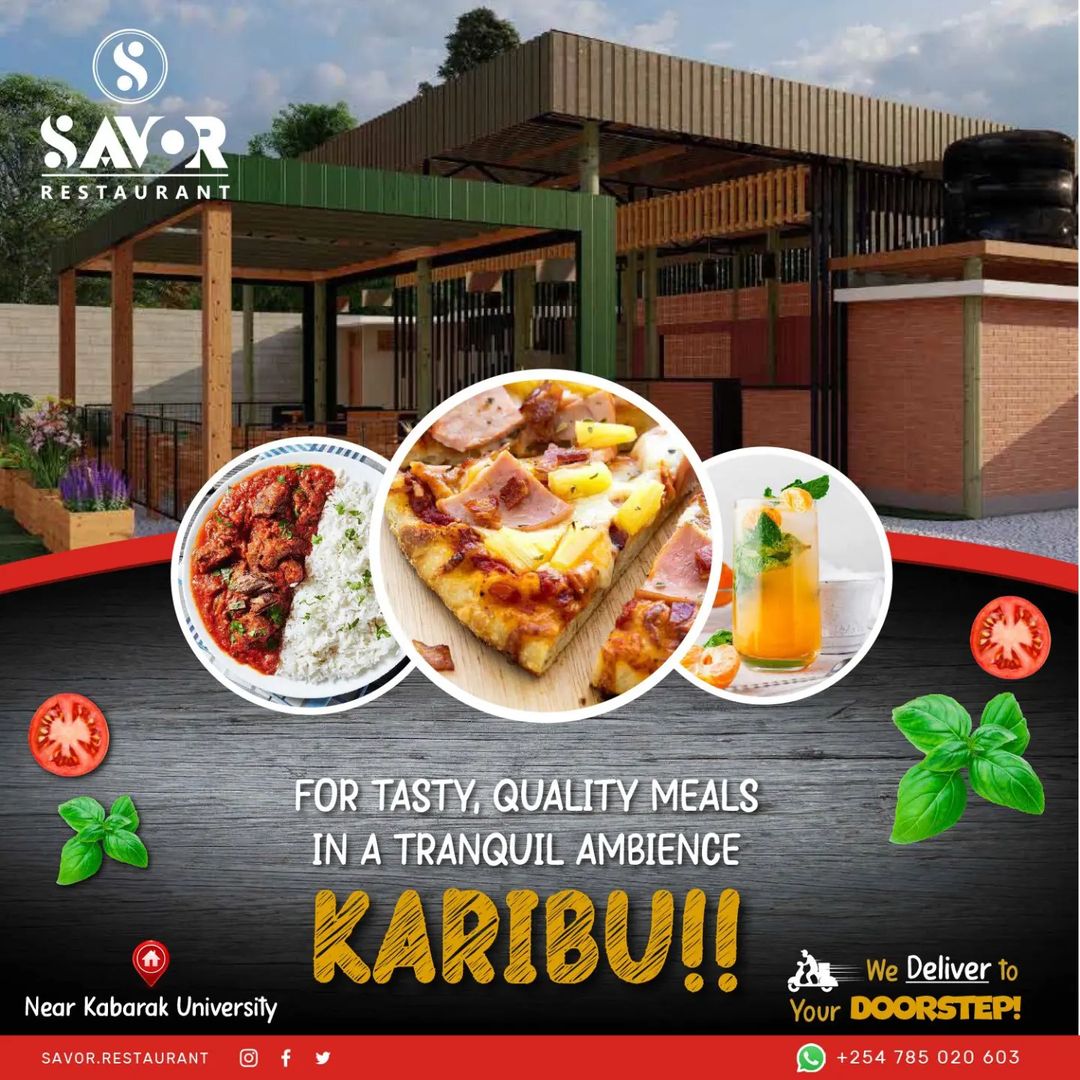 SAVOR
RESTAURANT
FOR TASTY, QUALITY MEALS
IN A TRANQUIL AMBIENCE
KARIBU!!
Near Kabarak University
We Deliver to
Your DOORSTEP!
SAVOR.RESTAURANT
+254 785 020 603